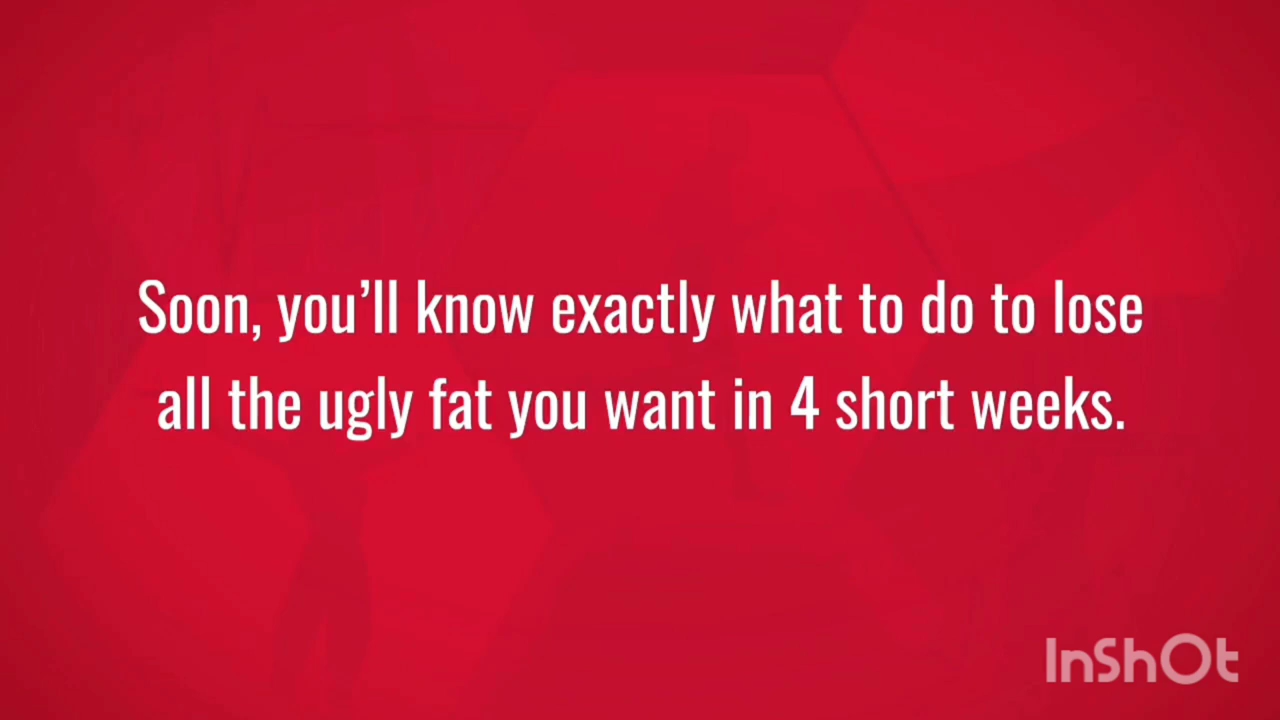 Soon, you’ll know exactly what to do to lose
all the ugly fat you want in 4 short weeks.
InShOt